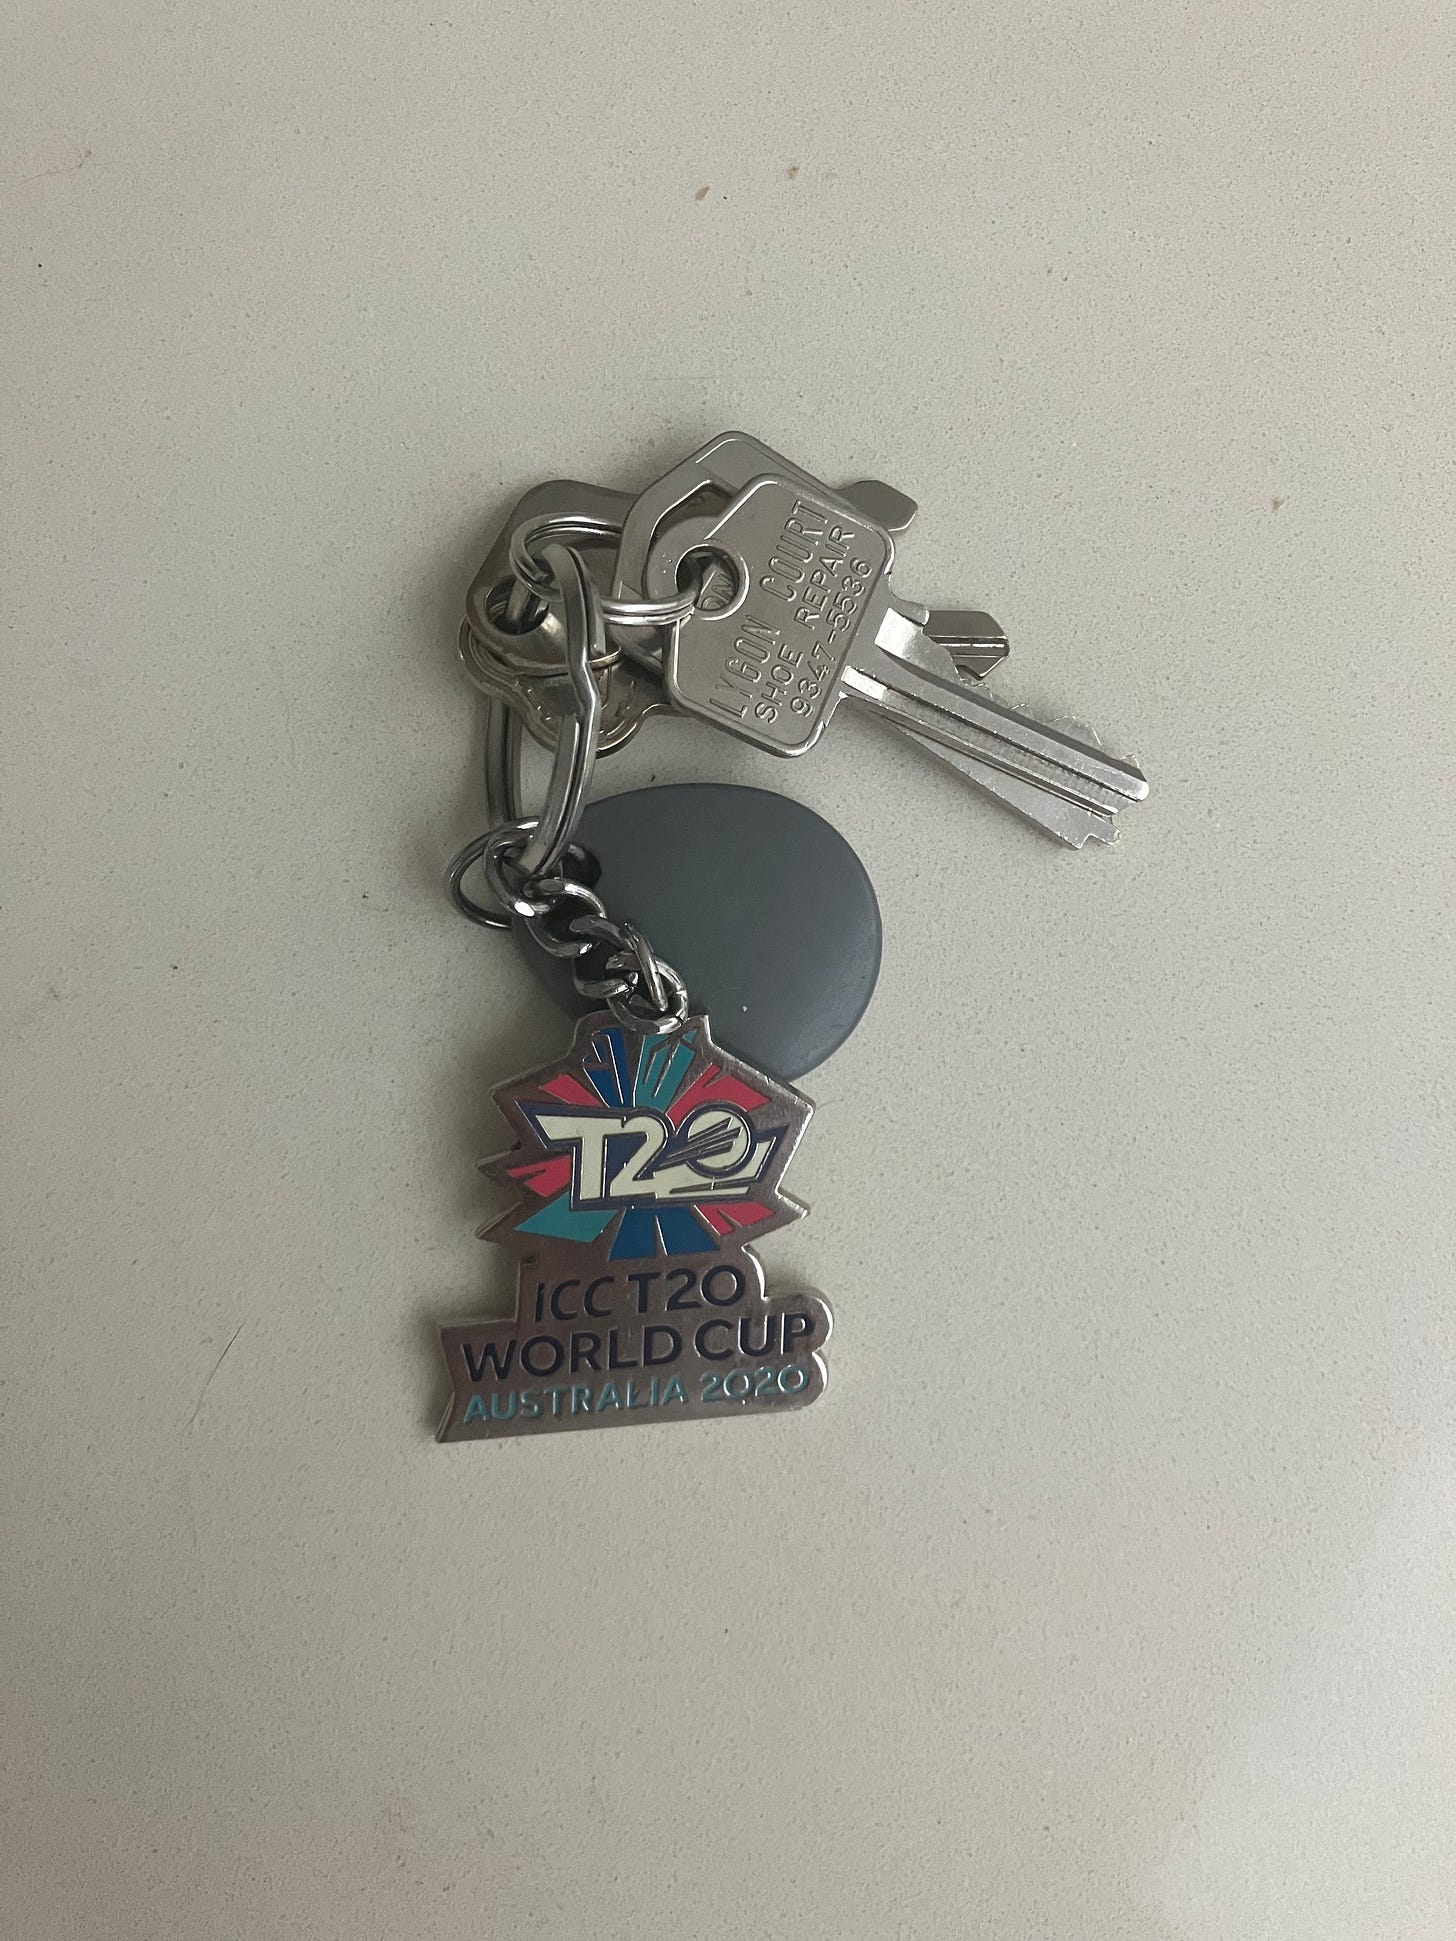 LYGON COURT
SHOE REPAIR
9347-5536
T20
ICC T20
WORLD CUP
AUSTRALIA 2020